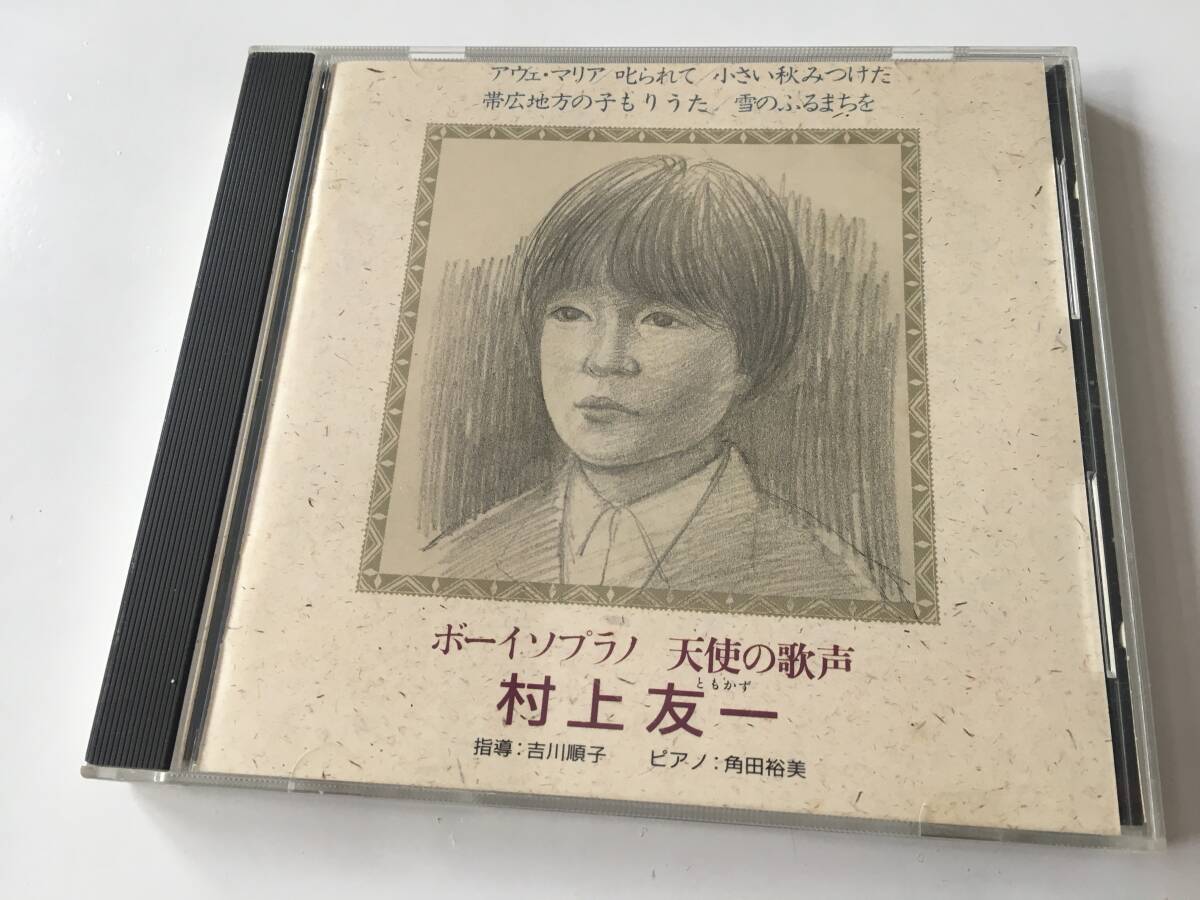 アヴェ・マリア/叱られて/小さい秋みつけた
帯広地方の子もりうた/雪のふるまちを
ボーイソプラノ 天使の歌声
ともかず
村上友一
指導:吉川順子 ピアノ:角田裕美